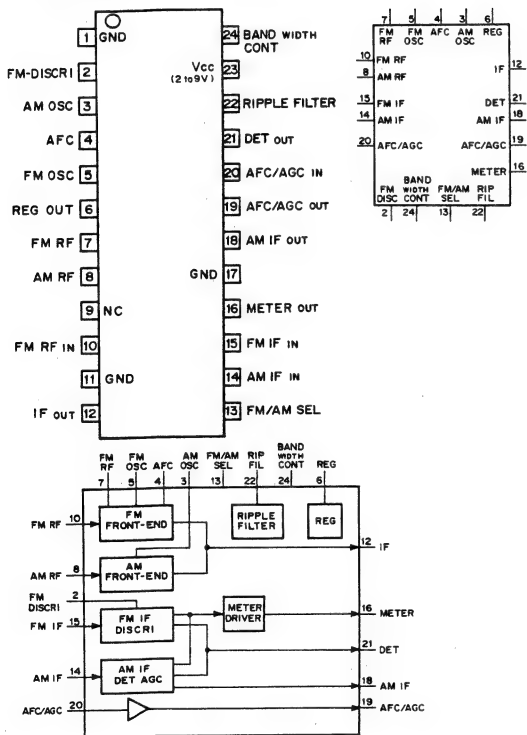 1 GND
FM-DISCRI 2
AM OSC 3
AFC 4
FM OSC 5
REG OUT 6
FM RF 7
AM RF 8
9 NC
FM RF IN 10
11 GND
IF OUT 12
24 BAND WIDTH
CONT
VCC 23
(2 to 9V)
22 RIPPLE FILTER
21 DET OUT
20 AFC/AGC IN
19 AFC/AGC OUT
18 AM IF OUT
GND 17
16 METER OUT
15 FM IF IN
14 AM IF IN
13 FM/AM SEL
7 5 4 3 6
FM FM AFC AM REG
RF OSC OSC
10 FM RF
8 AM RF
IF 12
15 FM IF
14 AM IF
DET 21
AM IF 18
20 AFC/AGC
AFC/AGC 19
METER 16
FM BAND FM/AM RIP
DISC WIDTH SEL FIL
CONT
2 24 13 22
FM FM AFC AM FM/AM RIP BAND REG
RF OSC OSC SEL FIL WIDTH
CONT
7 5 4 3 13 22 24 6
FM RF 10
FM
FRONT-END
RIPPLE
FILTER
REG
12 IF
AM RF 8
AM
FRONT-END
FM 2
DISCRI
FM IF 15
FM IF
DISCRI
METER
DRIVER
16 METER
21 DET
AM IF 14
AM IF
DET AGC
18 AM IF
AFC/AGC 20
19 AFC/AGC